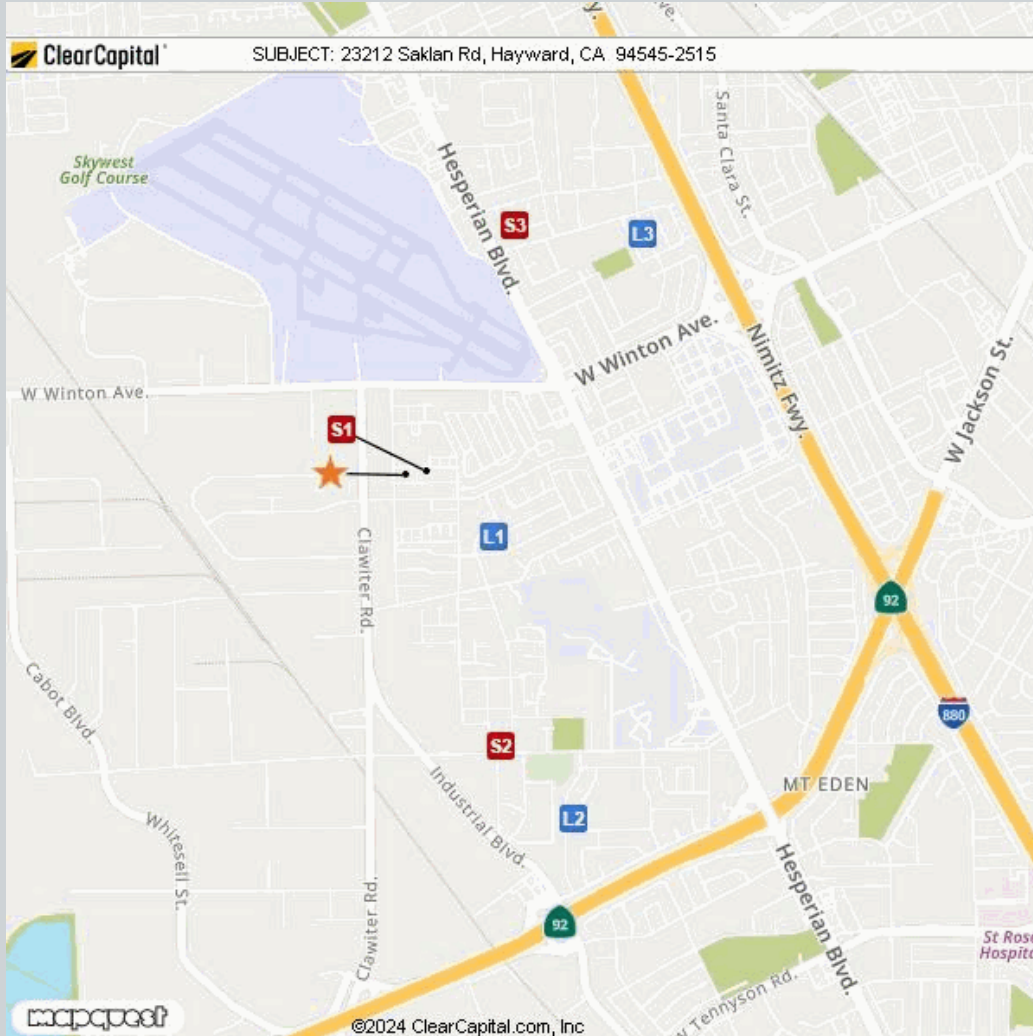 y.
ve.
ClearCapital
SUBJECT: 23212 Saklan Rd, Hayward, CA 94545-2515
Skywest
Golf Course
Hesperian Blvd.
Santa Clara St.
S3
L3
W Winton Ave.
Nimitz Fwy.
W Jackson St.
W Winton Ave.
S1
L1
Clawiter Rd.
92
880
Cabot Blvd.
S2
Industrial Blvd.
MT EDEN
L2
Whitesell St.
Clawiter Rd.
92
Hesperian Blvd.
St Rose
Hospita
W Tennyson Rd.
mapquest
©2024 ClearCapital.com, Inc